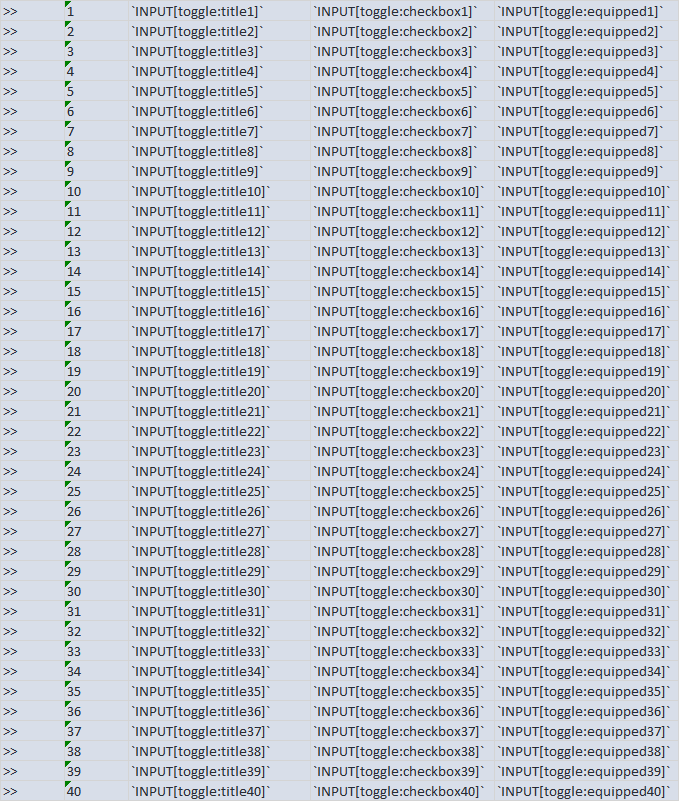 >> 1 `INPUT[toggle:title1]` `INPUT[toggle:checkbox1]` `INPUT[toggle:equipped1]`
>> 2 `INPUT[toggle:title2]` `INPUT[toggle:checkbox2]` `INPUT[toggle:equipped2]`
>> 3 `INPUT[toggle:title3]` `INPUT[toggle:checkbox3]` `INPUT[toggle:equipped3]`
>> 4 `INPUT[toggle:title4]` `INPUT[toggle:checkbox4]` `INPUT[toggle:equipped4]`
>> 5 `INPUT[toggle:title5]` `INPUT[toggle:checkbox5]` `INPUT[toggle:equipped5]`
>> 6 `INPUT[toggle:title6]` `INPUT[toggle:checkbox6]` `INPUT[toggle:equipped6]`
>> 7 `INPUT[toggle:title7]` `INPUT[toggle:checkbox7]` `INPUT[toggle:equipped7]`
>> 8 `INPUT[toggle:title8]` `INPUT[toggle:checkbox8]` `INPUT[toggle:equipped8]`
>> 9 `INPUT[toggle:title9]` `INPUT[toggle:checkbox9]` `INPUT[toggle:equipped9]`
>> 10 `INPUT[toggle:title10]` `INPUT[toggle:checkbox10]` `INPUT[toggle:equipped10]`
>> 11 `INPUT[toggle:title11]` `INPUT[toggle:checkbox11]` `INPUT[toggle:equipped11]`
>> 12 `INPUT[toggle:title12]` `INPUT[toggle:checkbox12]` `INPUT[toggle:equipped12]`
>> 13 `INPUT[toggle:title13]` `INPUT[toggle:checkbox13]` `INPUT[toggle:equipped13]`
>> 14 `INPUT[toggle:title14]` `INPUT[toggle:checkbox14]` `INPUT[toggle:equipped14]`
>> 15 `INPUT[toggle:title15]` `INPUT[toggle:checkbox15]` `INPUT[toggle:equipped15]`
>> 16 `INPUT[toggle:title16]` `INPUT[toggle:checkbox16]` `INPUT[toggle:equipped16]`
>> 17 `INPUT[toggle:title17]` `INPUT[toggle:checkbox17]` `INPUT[toggle:equipped17]`
>> 18 `INPUT[toggle:title18]` `INPUT[toggle:checkbox18]` `INPUT[toggle:equipped18]`
>> 19 `INPUT[toggle:title19]` `INPUT[toggle:checkbox19]` `INPUT[toggle:equipped19]`
>> 20 `INPUT[toggle:title20]` `INPUT[toggle:checkbox20]` `INPUT[toggle:equipped20]`
>> 21 `INPUT[toggle:title21]` `INPUT[toggle:checkbox21]` `INPUT[toggle:equipped21]`
>> 22 `INPUT[toggle:title22]` `INPUT[toggle:checkbox22]` `INPUT[toggle:equipped22]`
>> 23 `INPUT[toggle:title23]` `INPUT[toggle:checkbox23]` `INPUT[toggle:equipped23]`
>> 24 `INPUT[toggle:title24]` `INPUT[toggle:checkbox24]` `INPUT[toggle:equipped24]`
>> 25 `INPUT[toggle:title25]` `INPUT[toggle:checkbox25]` `INPUT[toggle:equipped25]`
>> 26 `INPUT[toggle:title26]` `INPUT[toggle:checkbox26]` `INPUT[toggle:equipped26]`
>> 27 `INPUT[toggle:title27]` `INPUT[toggle:checkbox27]` `INPUT[toggle:equipped27]`
>> 28 `INPUT[toggle:title28]` `INPUT[toggle:checkbox28]` `INPUT[toggle:equipped28]`
>> 29 `INPUT[toggle:title29]` `INPUT[toggle:checkbox29]` `INPUT[toggle:equipped29]`
>> 30 `INPUT[toggle:title30]` `INPUT[toggle:checkbox30]` `INPUT[toggle:equipped30]`
>> 31 `INPUT[toggle:title31]` `INPUT[toggle:checkbox31]` `INPUT[toggle:equipped31]`
>> 32 `INPUT[toggle:title32]` `INPUT[toggle:checkbox32]` `INPUT[toggle:equipped32]`
>> 33 `INPUT[toggle:title33]` `INPUT[toggle:checkbox33]` `INPUT[toggle:equipped33]`
>> 34 `INPUT[toggle:title34]` `INPUT[toggle:checkbox34]` `INPUT[toggle:equipped34]`
>> 35 `INPUT[toggle:title35]` `INPUT[toggle:checkbox35]` `INPUT[toggle:equipped35]`
>> 36 `INPUT[toggle:title36]` `INPUT[toggle:checkbox36]` `INPUT[toggle:equipped36]`
>> 37 `INPUT[toggle:title37]` `INPUT[toggle:checkbox37]` `INPUT[toggle:equipped37]`
>> 38 `INPUT[toggle:title38]` `INPUT[toggle:checkbox38]` `INPUT[toggle:equipped38]`
>> 39 `INPUT[toggle:title39]` `INPUT[toggle:checkbox39]` `INPUT[toggle:equipped39]`
>> 40 `INPUT[toggle:title40]` `INPUT[toggle:checkbox40]` `INPUT[toggle:equipped40]`